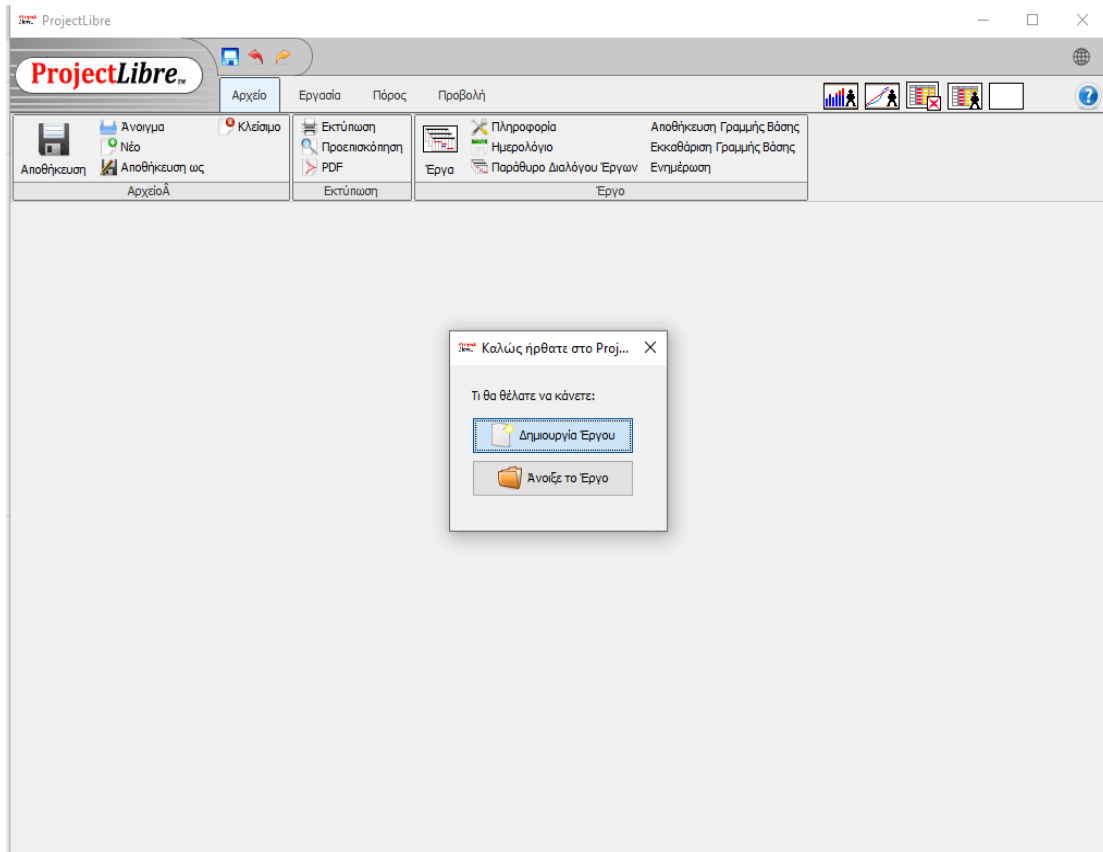 ProjectLibre
ProjectLibre™
Αρχείο Εργασία Πόρος Προβολή
Αποθήκευση
Άνοιγμα
Νέο
Αποθήκευση ως
Κλείσιμο
ΑρχείοÂ
Εκτύπωση
Προεπισκόπηση
PDF
Εκτύπωση
Έργα
Πληροφορία
Ημερολόγιο
Παράθυρο Διαλόγου Έργων
Αποθήκευση Γραμμής Βάσης
Εκκαθάριση Γραμμής Βάσης
Ενημέρωση
Έργο
Καλώς ήρθατε στο Proj...
Τι θα θέλατε να κάνετε:
Δημιουργία Έργου
Άνοιξε το Έργο